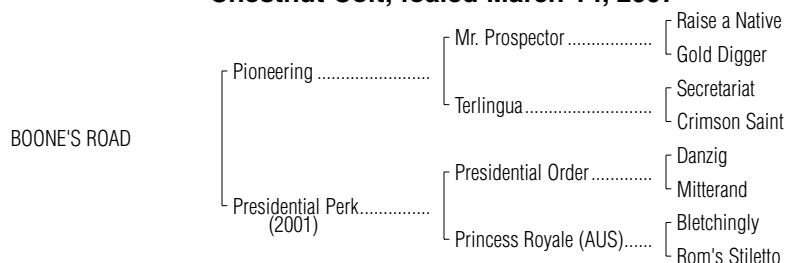 Chestnut Colt; foaled March 2007
Raise a Native
Mr. Prospector ..................
Gold Digger
Pioneering ........................
Secretariat
Terlingua...........................
Crimson Saint
BOONE'S ROAD
Danzig
Presidential Order.............
Mitterand
Presidential Perk...............
(2001)
Bletchingly
Princess Royale (AUS)......
Rom's Stiletto